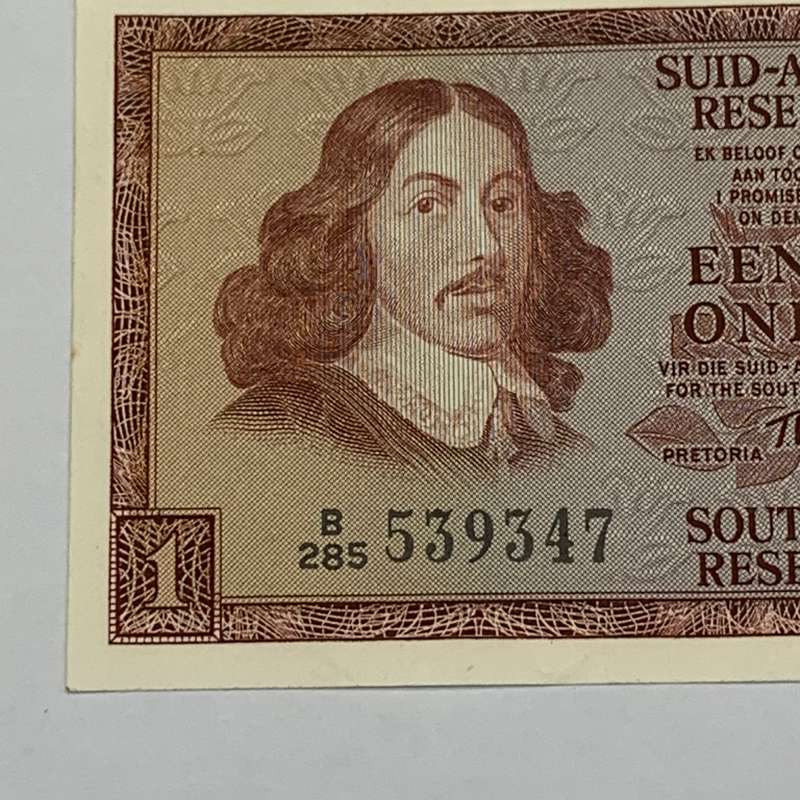 SUID-A
RESE
EK BELOOF
AAN TOO
I PROMISE
ON DEM
EEN
ONE
VIR DIE SUID-A
FOR THE SOUT
PRETORIA
B
285 539347
SOUT
RESE
1